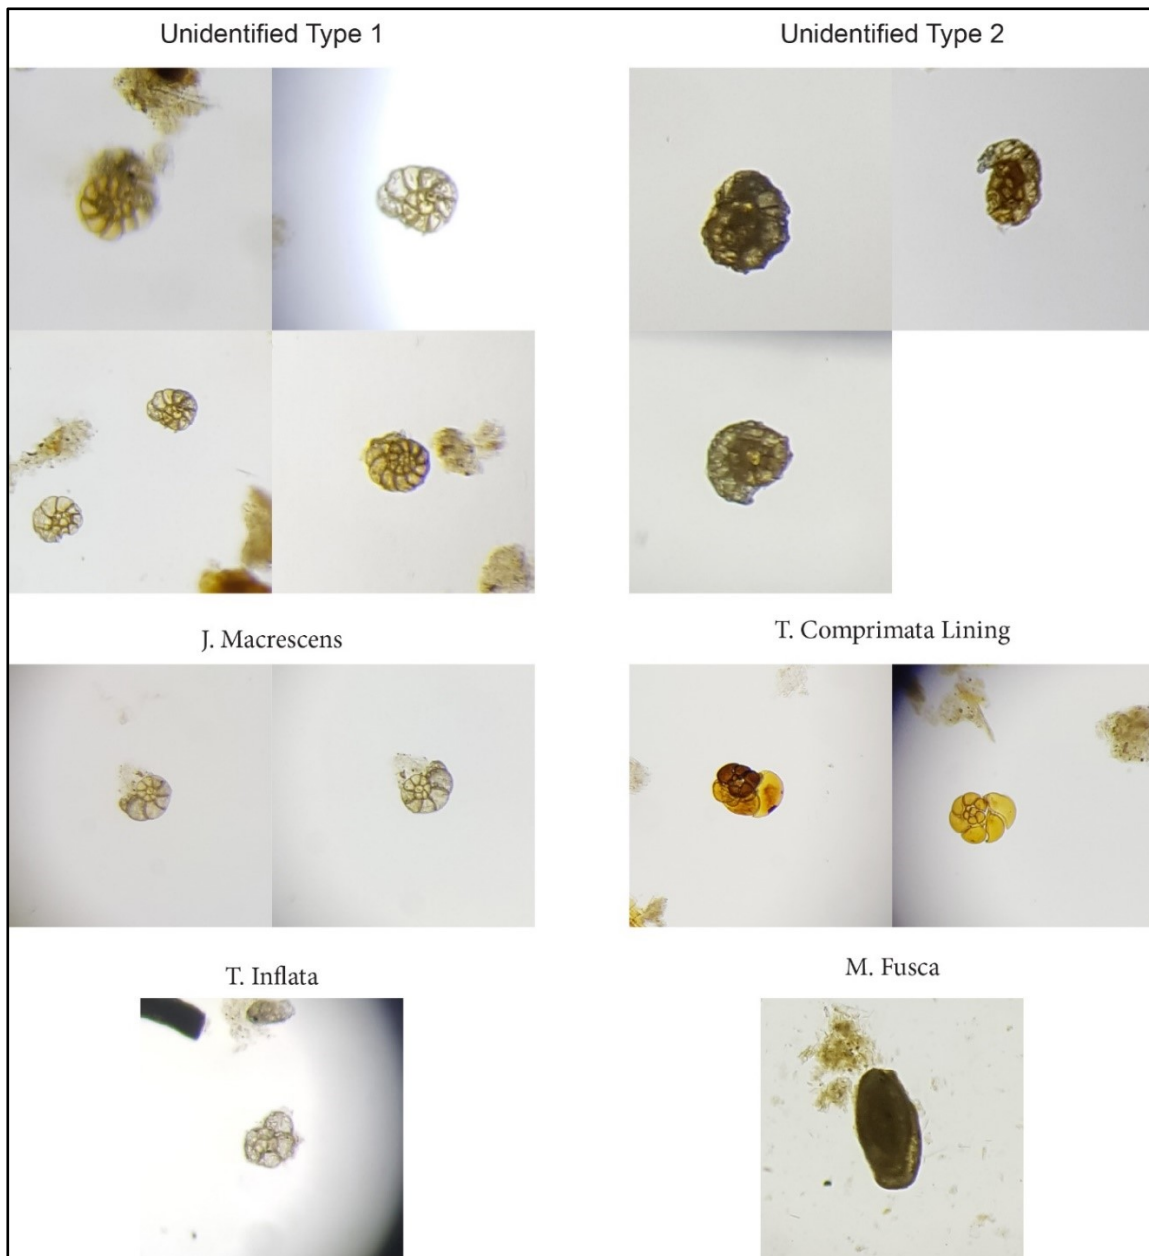 Unidentified Type 1
Unidentified Type 2
J. Macrescens
T. Comprimata Lining
T. Inflata
M. Fusca